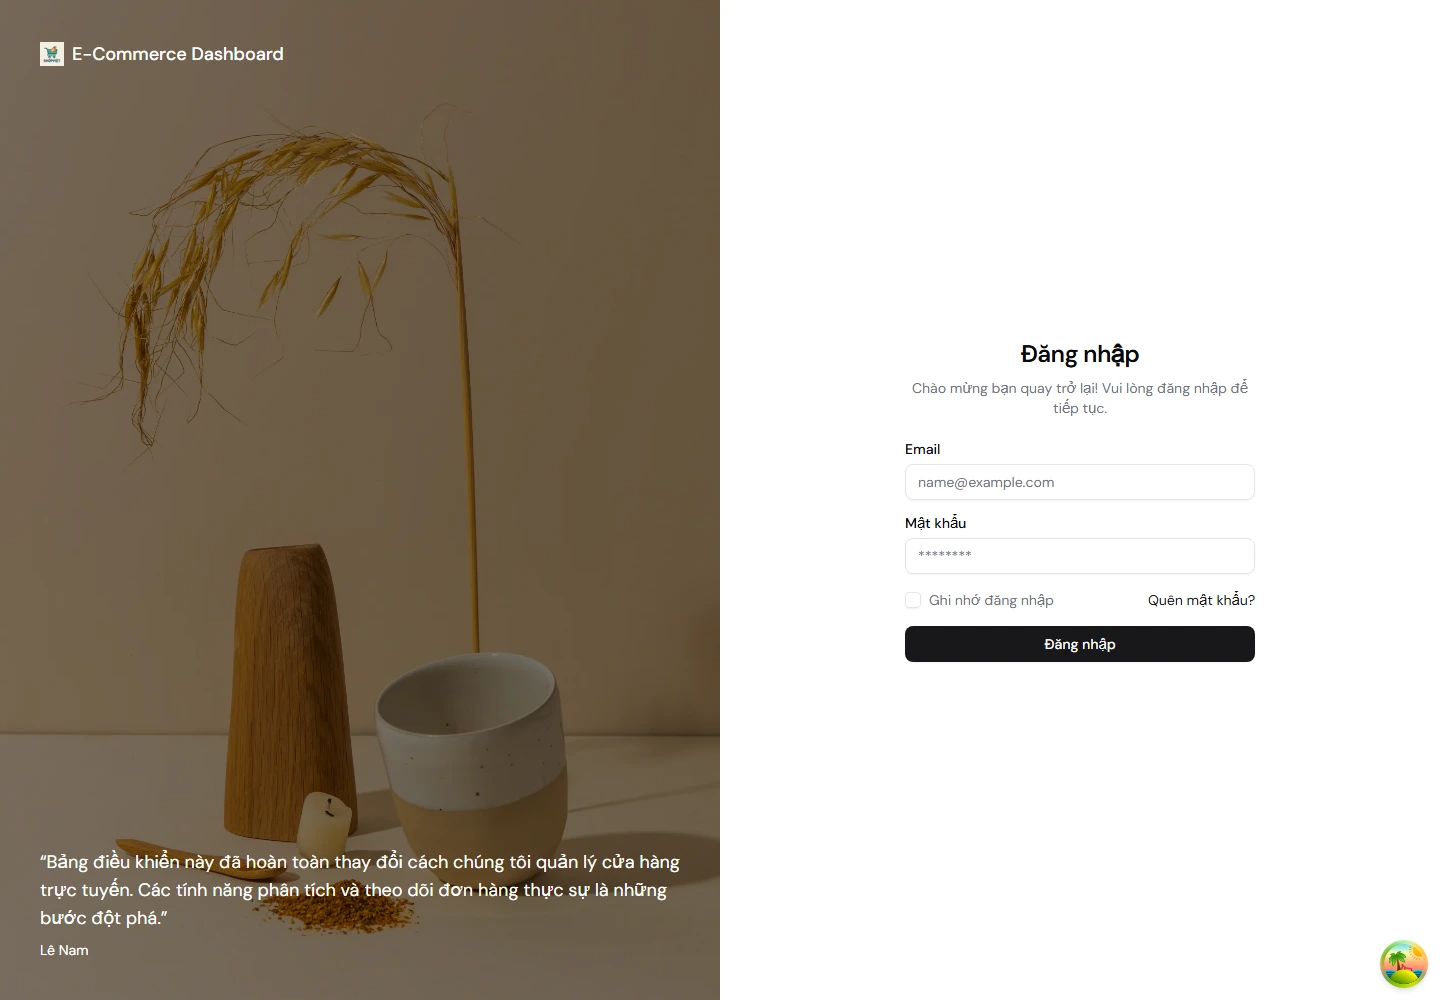 E-Commerce Dashboard
“Bảng điều khiển này đã hoàn toàn thay đổi cách chúng tôi quản lý cửa hàng
trực tuyến. Các tính năng phân tích và theo dõi đơn hàng thực sự là những
bước đột phá.”
Lê Nam
Đăng nhập
Chào mừng bạn quay trở lại! Vui lòng đăng nhập để
tiếp tục.
Email
name@example.com
Mật khẩu
********
Ghi nhớ đăng nhập
Quên mật khẩu?
Đăng nhập